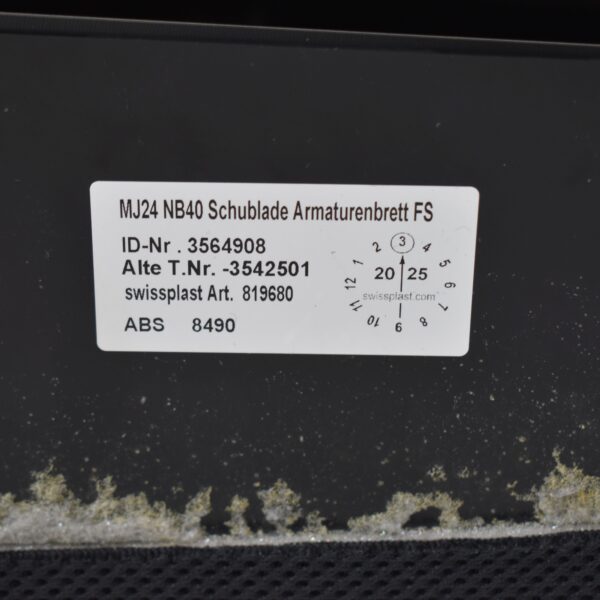 MJ24 NB40 Schublade Armaturenbrett FS
ID-Nr . 3564908
Alte T.Nr. -3542501
swissplast Art. 819680
ABS 8490
1 2 3 4 5 6 7 8 9 10 11 12
20 25
swissplast.com